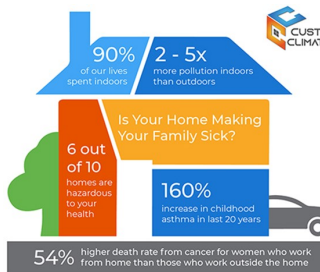 90%
of our lives
spent indoors
2 - 5x
more pollution indoors
than outdoors
Is Your Home Making
Your Family Sick?
6 out
of 10
homes are
hazardous
to your
health
160%
increase in childhood
asthma in last 20 years
54%
higher death rate from cancer for women who work
from home than those who work outside the home